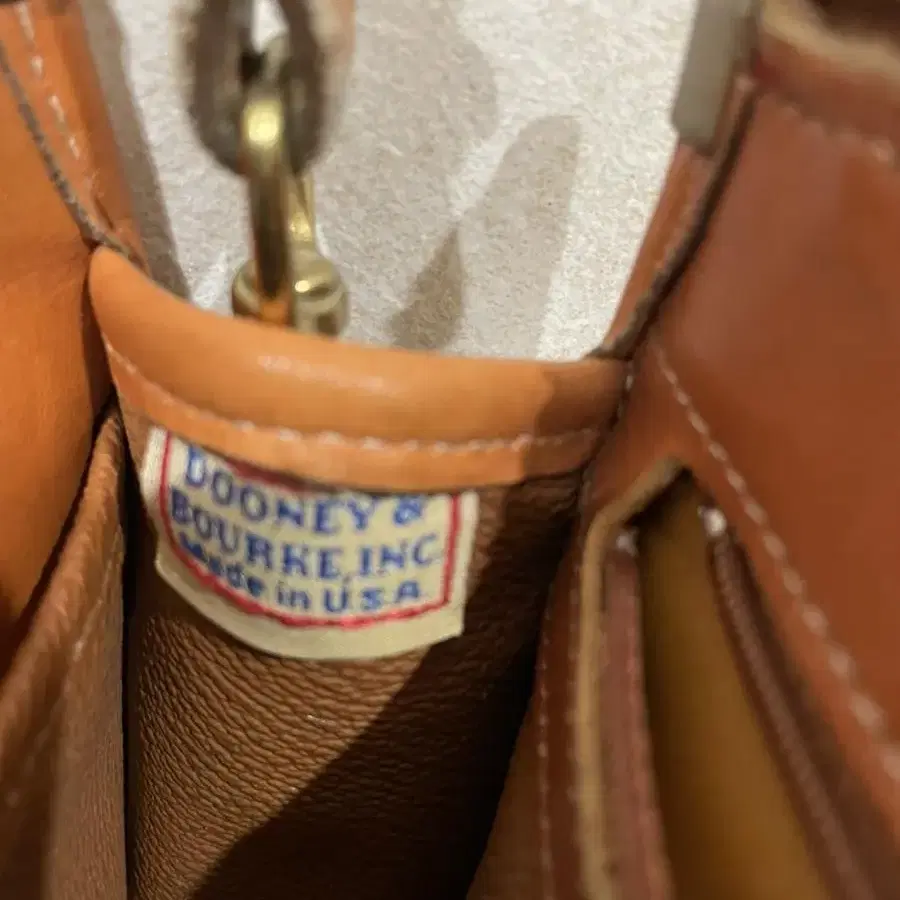 DOONEY &
BOURKE, INC.
Made in U.S.A.